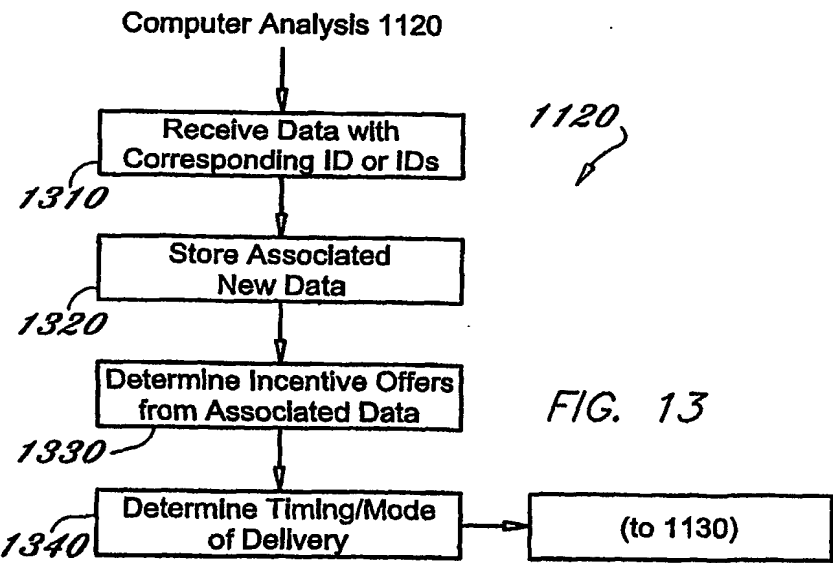 Computer Analysis 1120
1120
Receive Data with
Corresponding ID or IDs
1310
Store Associated
New Data
1320
Determine Incentive Offers
from Associated Data
1330
FIG. 13
Determine Timing/Mode
of Delivery
1340
(to 1130)